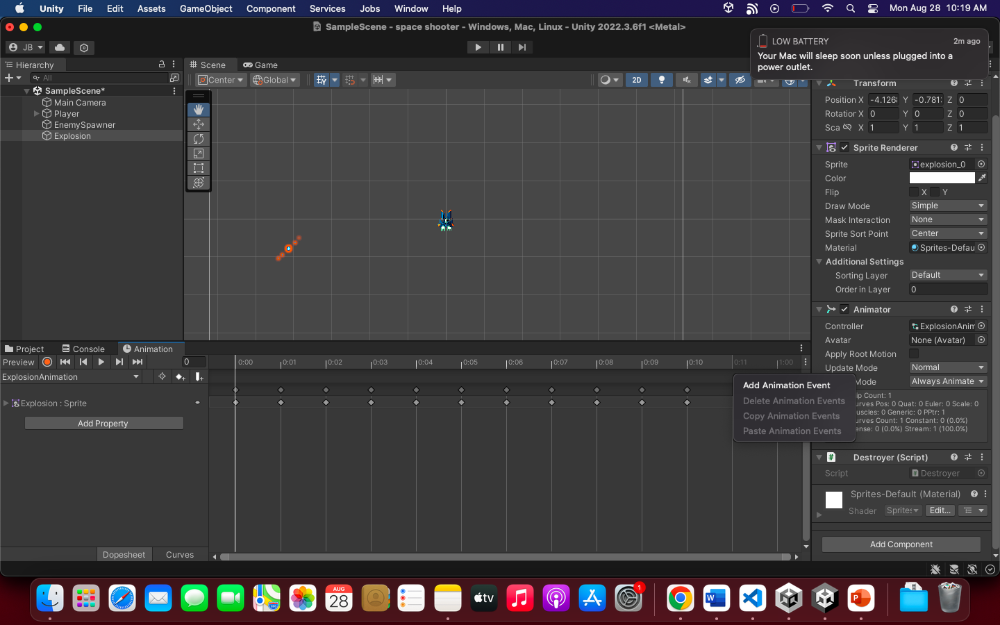 Unity File Edit Assets GameObject Component Services Jobs Window Help Mon Aug 28 10:19 AM
SampleScene - space shooter - Windows, Mac, Linux - Unity 2022.3.6f1 <Metal>
JB
LOW BATTERY 2m ago
Your Mac will sleep soon unless plugged into a
power outlet.
Hierarchy
All
SampleScene*
Main Camera
Player
EnemySpawner
Explosion
Scene Game
Center Global 2D
Transform
Position X -4.126 Y -0.781 Z 0
Rotation X 0 Y 0 Z 0
Sca X 1 Y 1 Z 1
Sprite Renderer
Sprite explosion_0
Color
Flip X Y
Draw Mode Simple
Mask Interaction None
Sprite Sort Point Center
Material Sprites-Defau
Additional Settings
Sorting Layer Default
Order in Layer 0
Animator
Controller ExplosionAnim
Avatar None (Avatar)
Apply Root Motion
Update Mode Normal
Mode Always Animate
ip Count: 1
urves Pos: 0 Quat: 0 Euler: 0 Scale: 0
uscles: 0 Generic: 0 PPtr: 1
urves Count: 1 Constant: 0 (0.0%)
ense: 0 (0.0%) Stream: 1 (100.0%)
Destroyer (Script)
Script Destroyer
Sprites-Default (Material)
Shader Sprites Edit...
Add Component
Project Console Animation
Preview 0
0:00 0:01 0:02 0:03 0:04 0:05 0:06 0:07 0:08 0:09 0:10 0:11 1:00
ExplosionAnimation
Explosion : Sprite
Add Property
Add Animation Event
Delete Animation Events
Copy Animation Events
Paste Animation Events
Dopesheet Curves
AUG
28
tv
1
W
P